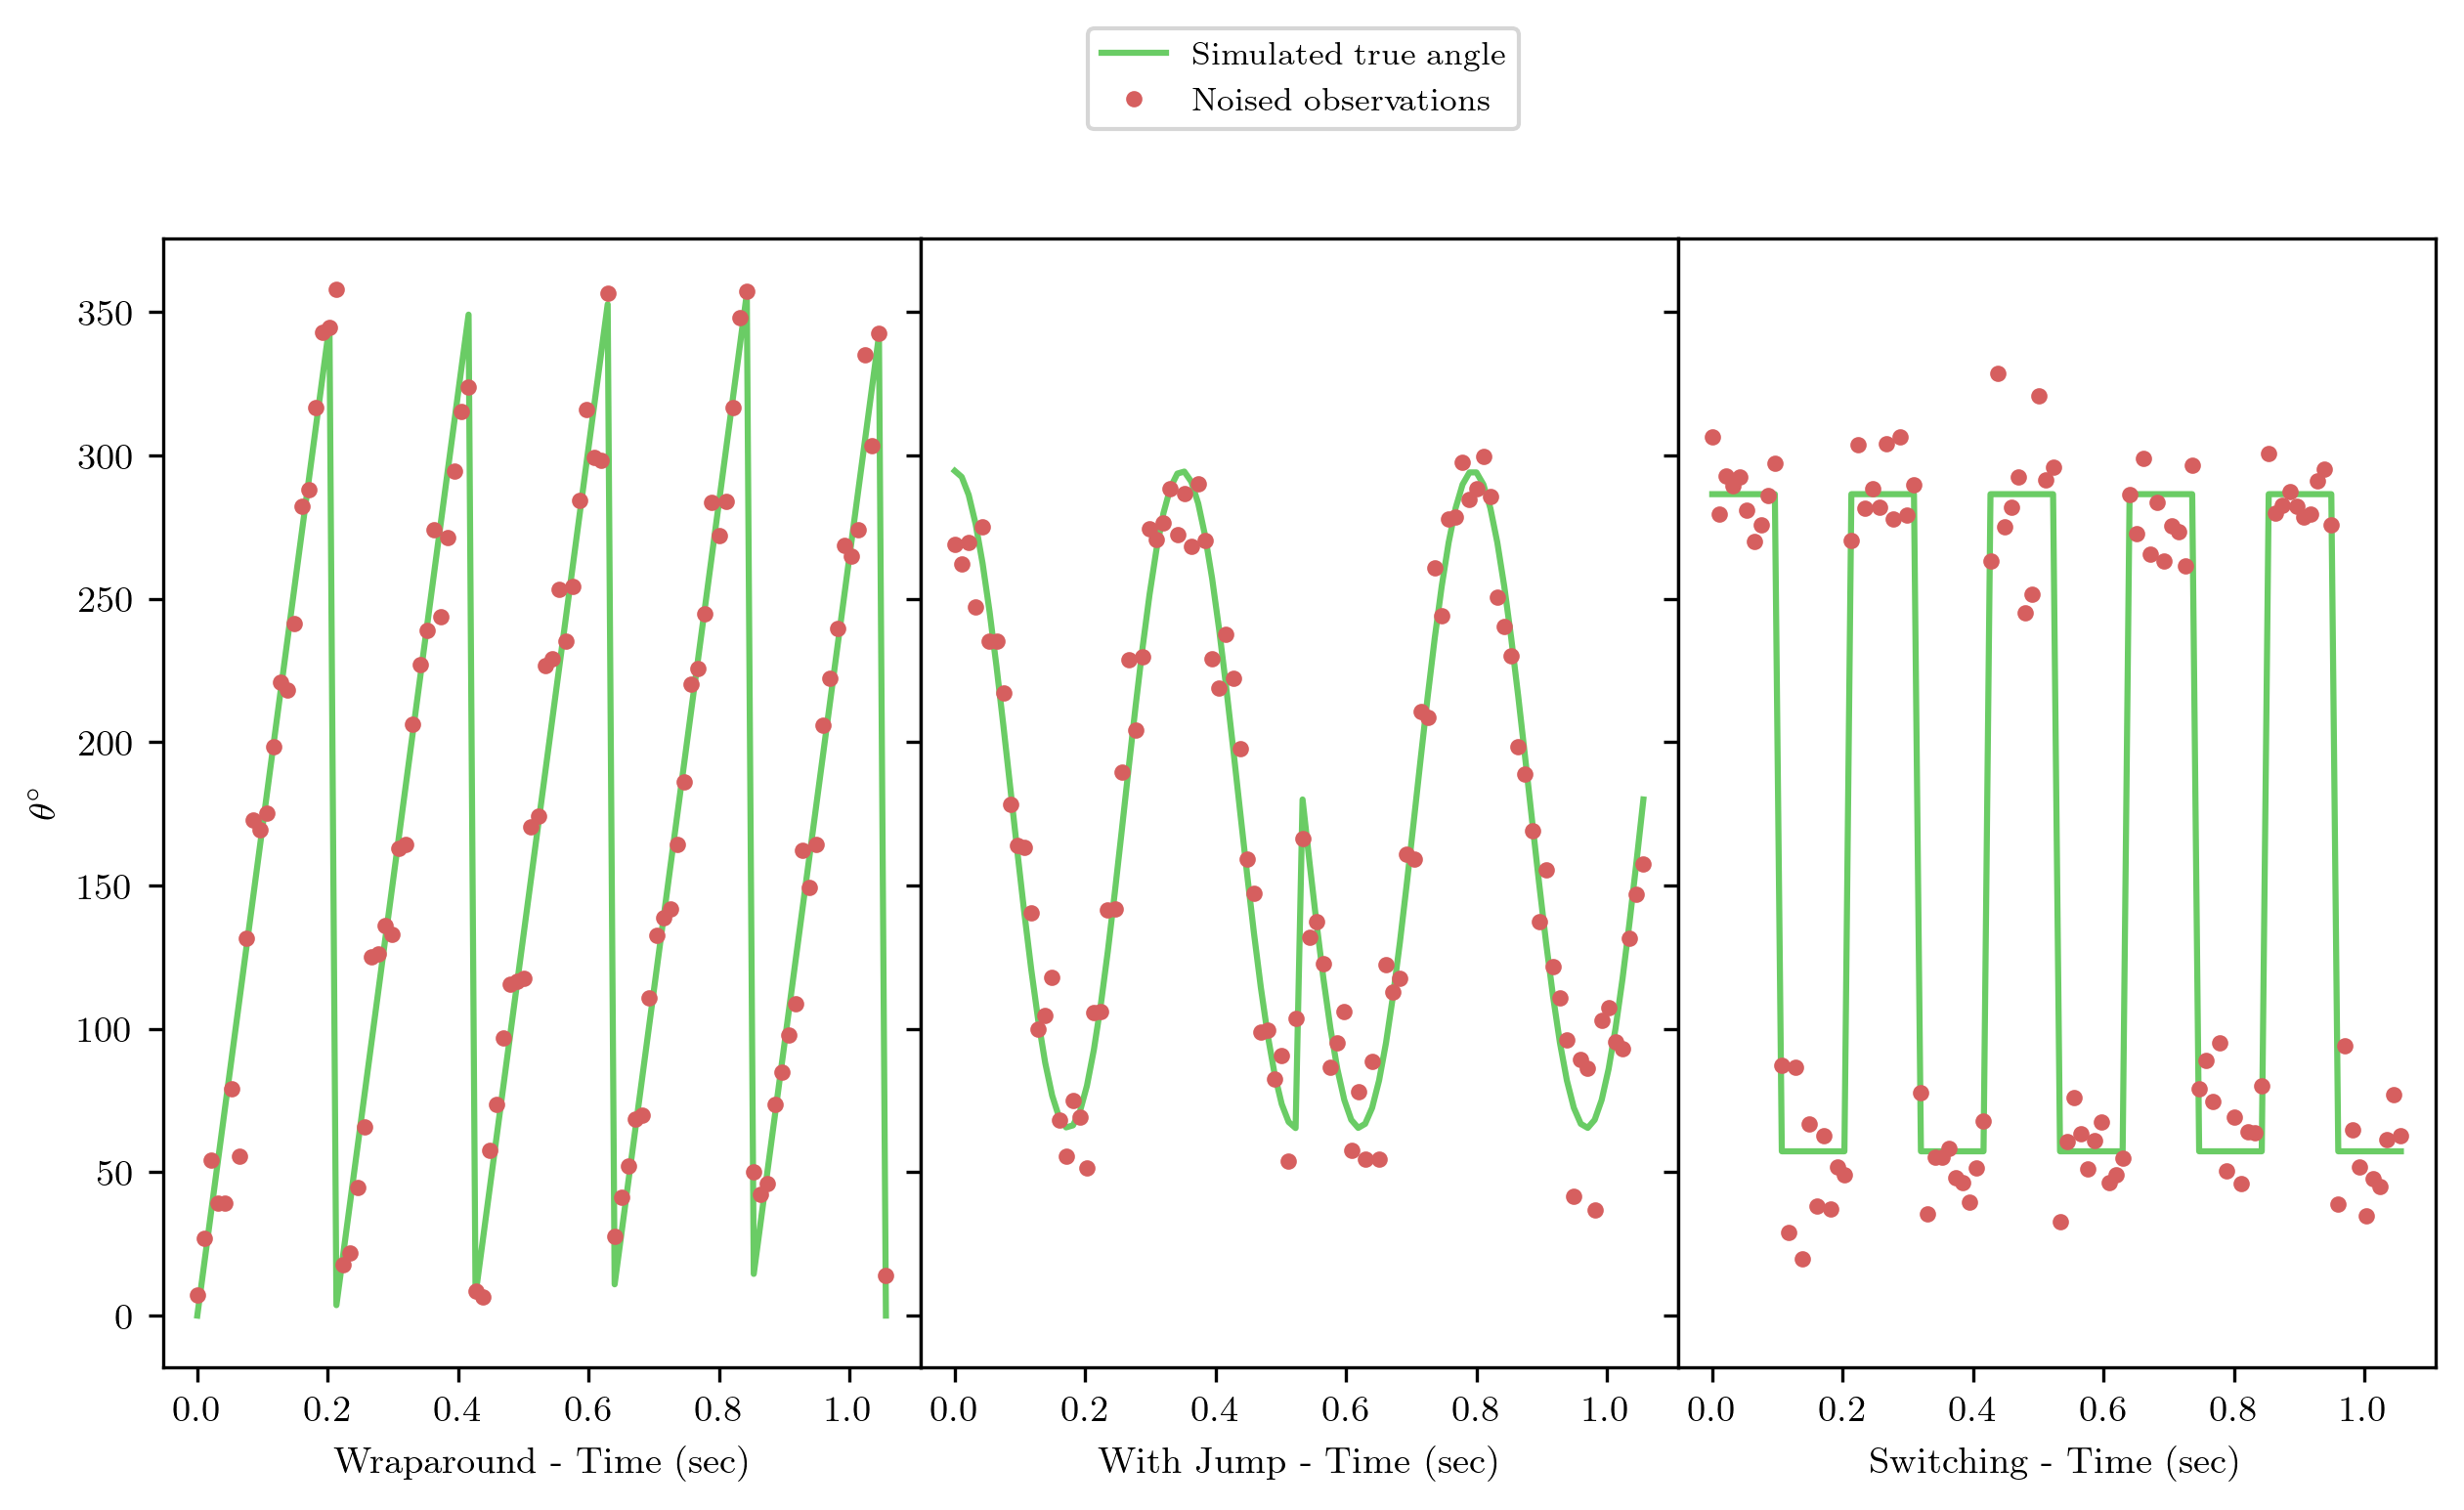 Simulated true angle
Noised observations
θ°
350
300
250
200
150
100
50
0
0.0 0.2 0.4 0.6 0.8 1.0 0.0 0.2 0.4 0.6 0.8 1.0 0.0 0.2 0.4 0.6 0.8 1.0
Wraparound - Time (sec) With Jump - Time (sec) Switching - Time (sec)